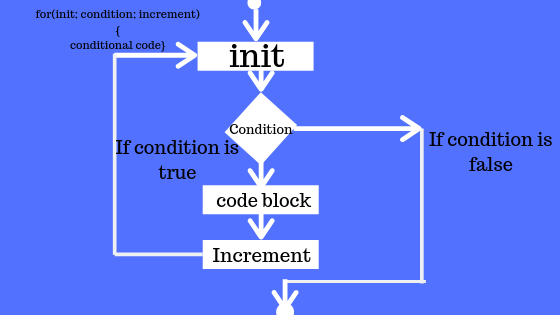 for(init; condition; increment)
{
conditional code}
init
Condition
If condition is
true
If condition is
false
code block
Increment